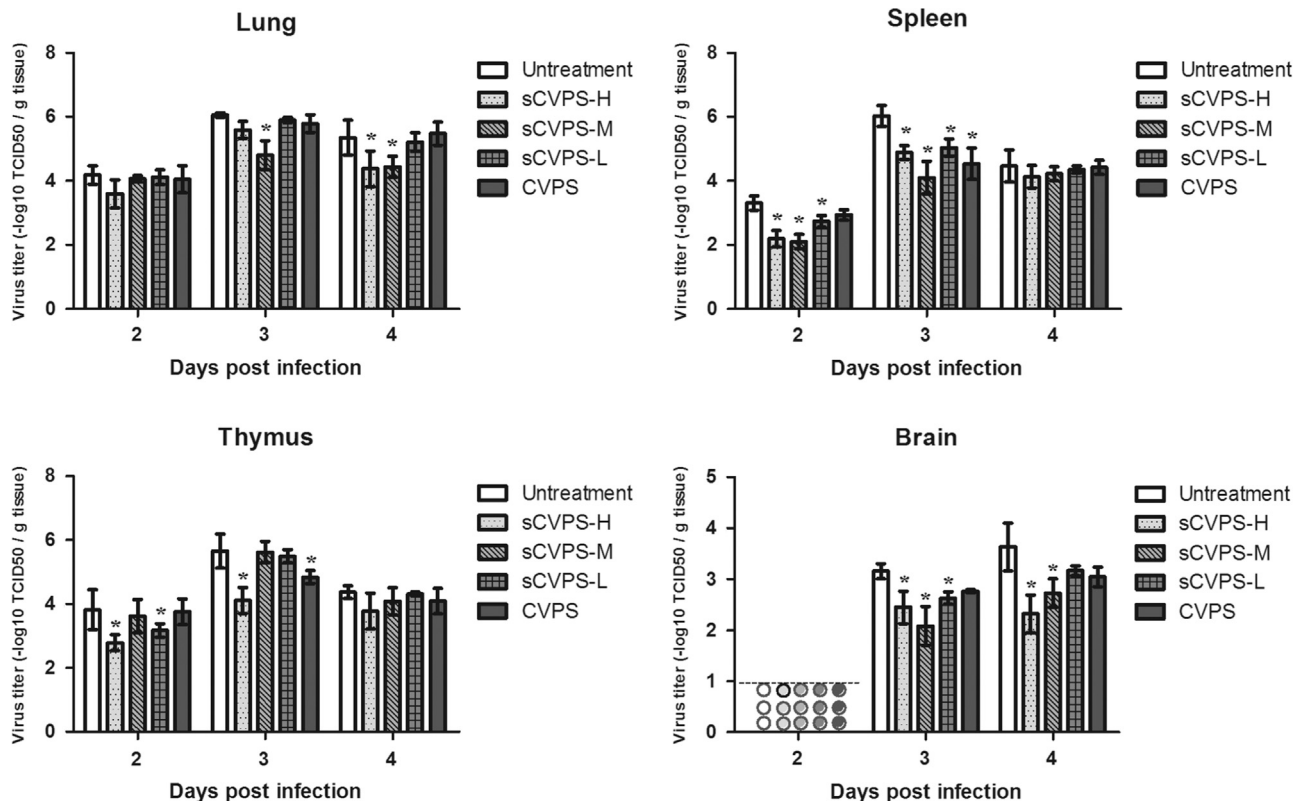 Lung
Virus titer (-log10 TCID50 / g tissue)
8
6
4
2
0
* * *
2 3 4
Days post infection
Untreatment
sCVPS-H
sCVPS-M
sCVPS-L
CVPS
Spleen
Virus titer (-log10 TCID50 / g tissue)
8
6
4
2
0
* * * * * * *
2 3 4
Days post infection
Untreatment
sCVPS-H
sCVPS-M
sCVPS-L
CVPS
Thymus
Virus titer (-log10 TCID50 / g tissue)
8
6
4
2
0
* * * *
2 3 4
Days post infection
Untreatment
sCVPS-H
sCVPS-M
sCVPS-L
CVPS
Brain
Virus titer (-log10 TCID50 / g tissue)
5
4
3
2
1
0
* * * * *
2 3 4
Days post infection
Untreatment
sCVPS-H
sCVPS-M
sCVPS-L
CVPS